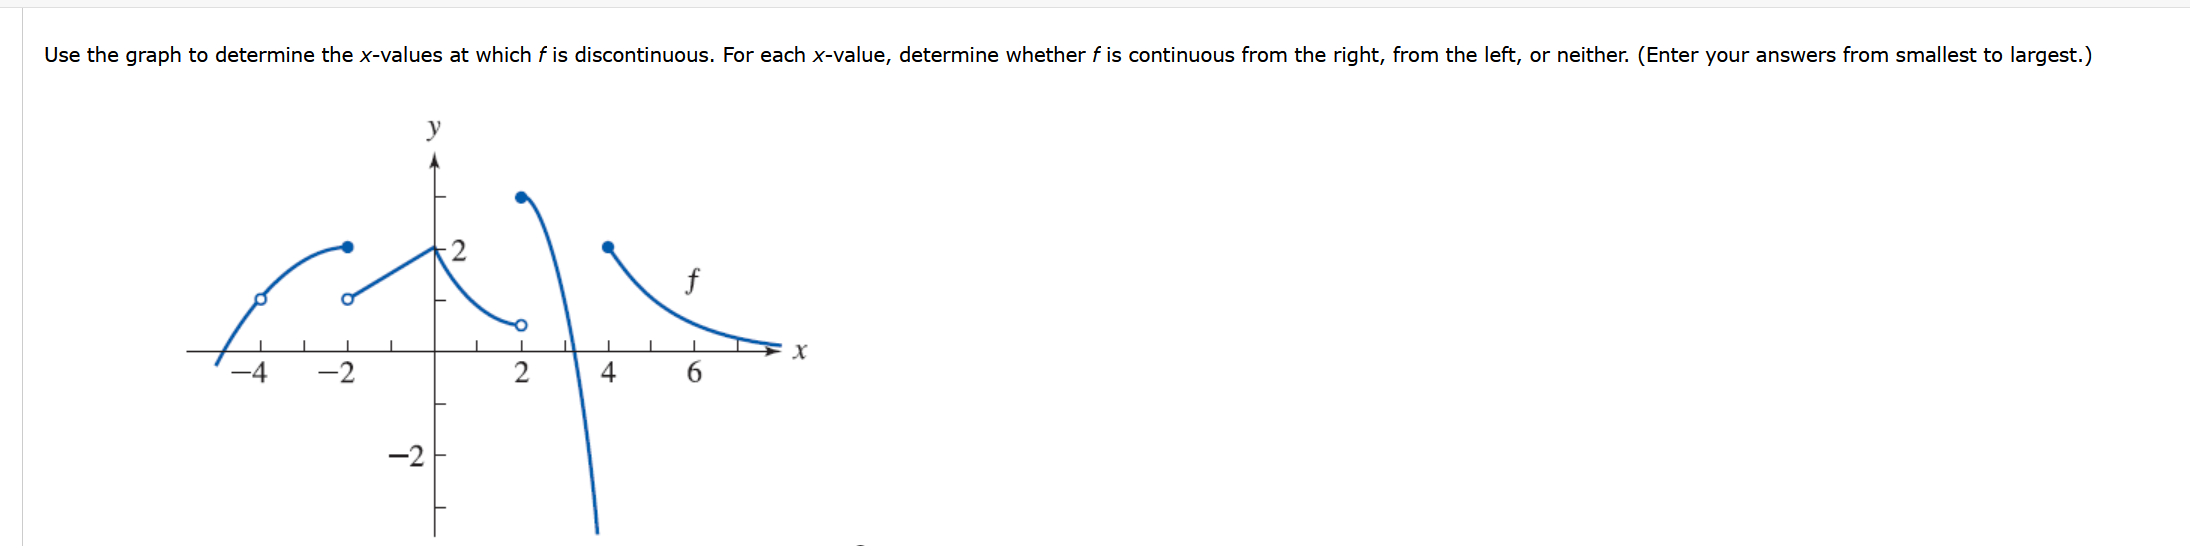 Use the graph to determine the x-values at which f is discontinuous. For each x-value, determine whether f is continuous from the right, from the left, or neither. (Enter your answers from smallest to largest.)
y
2
f
x
−4 −2 2 4 6
−2